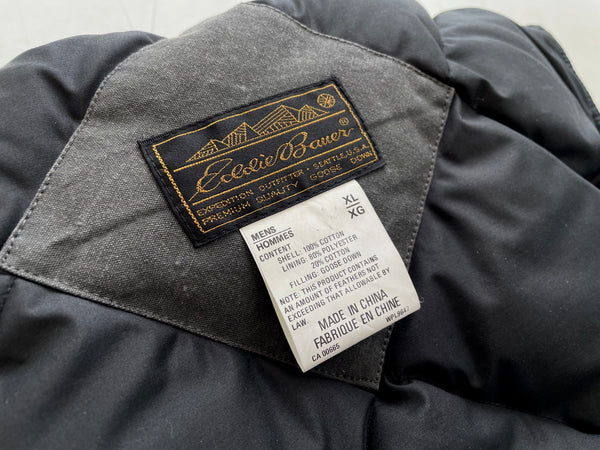 Eddie Bauer ®
EXPEDITION OUTFITTER · SEATTLE, U.S.A.
PREMIUM QUALITY GOOSE DOWN
MENS XL
HOMMES XG
CONTENT
SHELL: 100% COTTON
LINING: 80% POLYESTER
20% COTTON
FILLING: GOOSE DOWN
NOTE: THIS PRODUCT CONTAINS
AN AMOUNT OF FEATHERS NOT
EXCEEDING THAT ALLOWABLE BY
LAW.
MADE IN CHINA
FABRIQUE EN CHINE
CA 00665